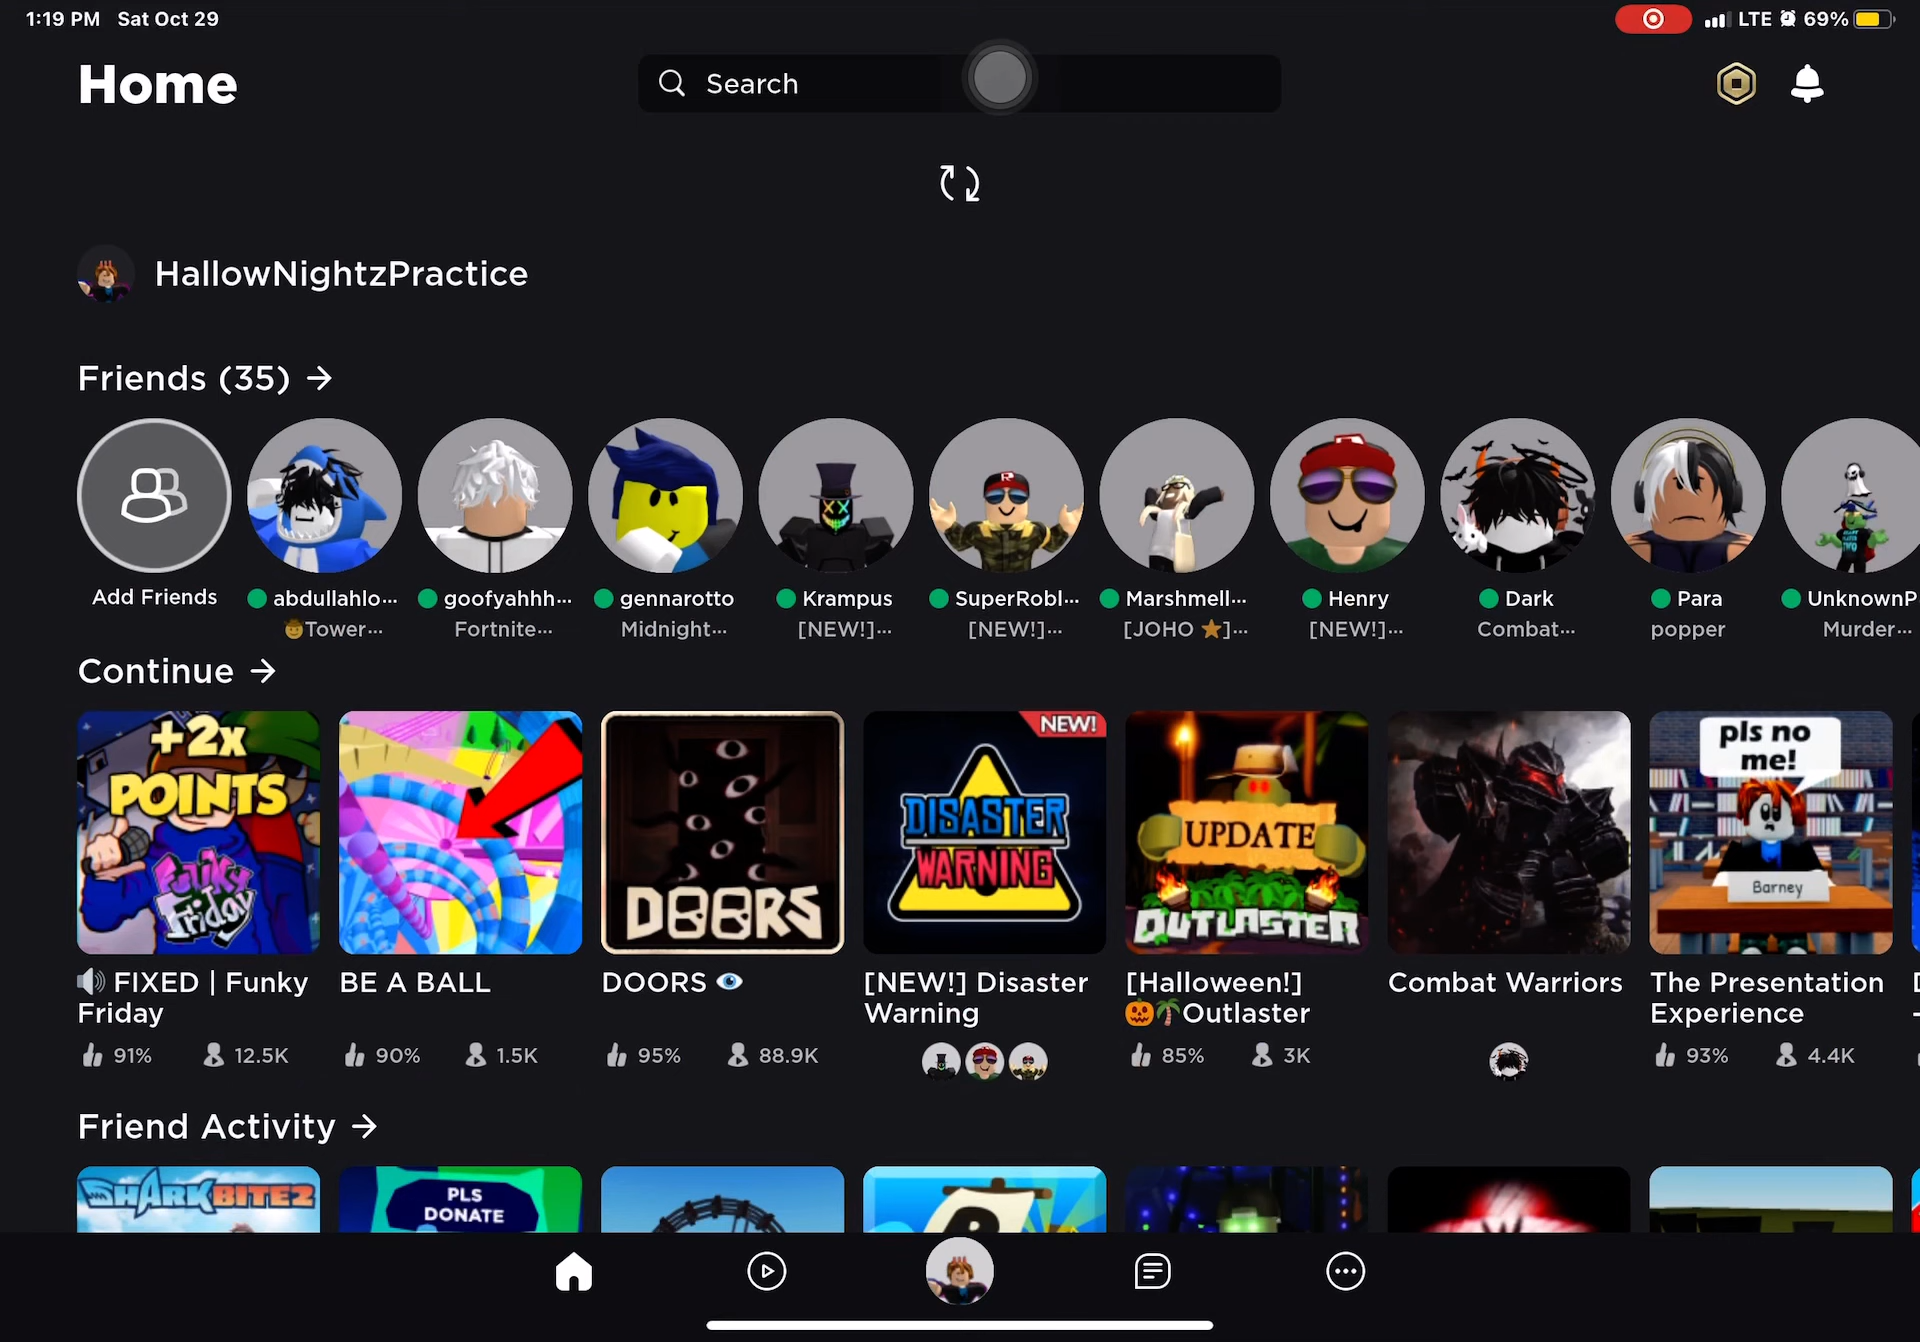 1:19 PM Sat Oct 29
LTE 69%
Home
Search
HallowNightzPractice
Friends (35) →
Add Friends
abdullahlo...
goofyahhh...
gennarotto
Krampus
SuperRobl...
Marshmell...
Henry
Dark
Para
UnknownP
🤠Tower...
Fortnite...
Midnight...
[NEW!]...
[NEW!]...
[JOHO ⭐]...
[NEW!]...
Combat...
popper
Murder...
Continue →
+2x
POINTS
Funky
Friday
DOORS
NEW!
DISASTER
WARNING
UPDATE
OUTLASTER
pls no
me!
Barney
🔊 FIXED | Funky
Friday
BE A BALL
DOORS 👁️
[NEW!] Disaster
Warning
[Halloween!]
🎃🌴Outlaster
Combat Warriors
The Presentation
Experience
91% 12.5K
90% 1.5K
95% 88.9K
85% 3K
93% 4.4K
Friend Activity →
SHARKBITE2
PLS
DONATE